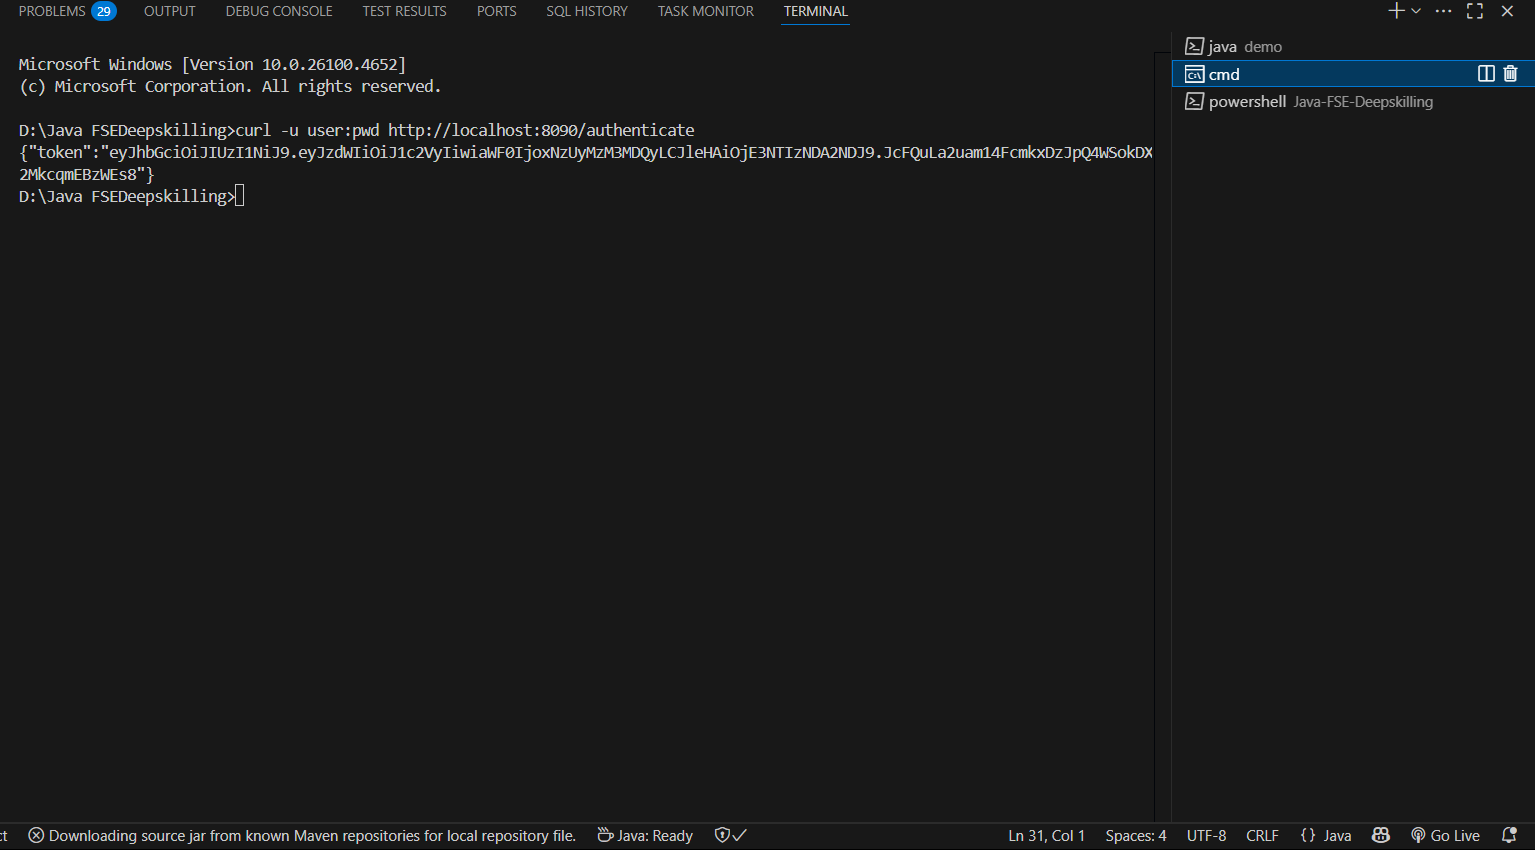 PROBLEMS 29 OUTPUT DEBUG CONSOLE TEST RESULTS PORTS SQL HISTORY TASK MONITOR TERMINAL
Microsoft Windows [Version 10.0.26100.4652]
(c) Microsoft Corporation. All rights reserved.
D:\Java FSEDeepskilling>curl -u user:pwd http://localhost:8090/authenticate
{"token":"eyJhbGciOiJIUzI1NiJ9.eyJzdWIiOiJ1c2VyIiwiaWF0IjoxNzUyMzM3MDQyLCJleHAiOjE3NTIzNDA2NDJ9.JcFQuLa2uam14FcmkxDzJpQ4WSokDX
2MkcqmEBzWEs8"}
D:\Java FSEDeepskilling>
java demo
cmd
powershell Java-FSE-Deepskilling
ct Downloading source jar from known Maven repositories for local repository file. Java: Ready Ln 31, Col 1 Spaces: 4 UTF-8 CRLF {} Java Go Live